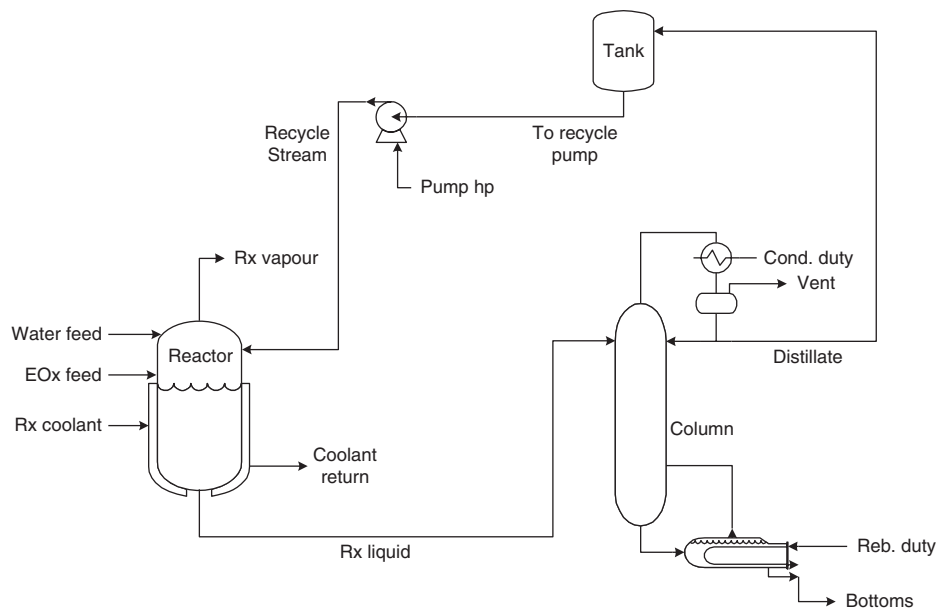 Tank
Recycle
Stream
To recycle
pump
Pump hp
Rx vapour
Cond. duty
Vent
Water feed
Reactor
Distillate
EOx feed
Rx coolant
Column
Coolant
return
Rx liquid
Reb. duty
Bottoms